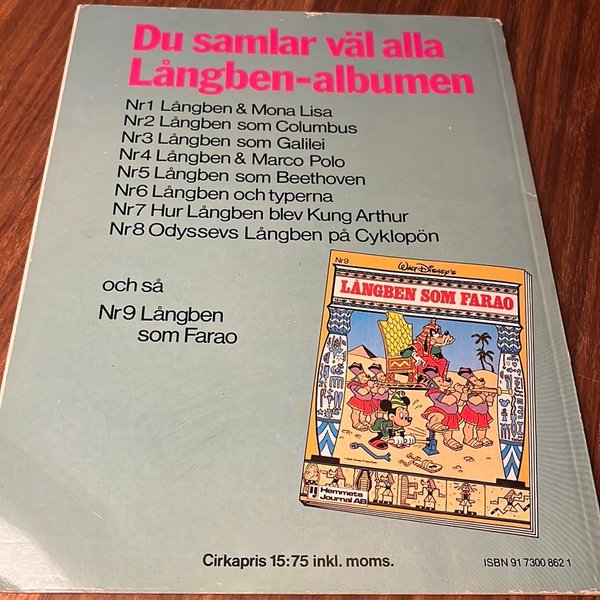 Du samlar väl alla
Långben-albumen
Nr1 Långben & Mona Lisa
Nr2 Långben som Columbus
Nr3 Långben som Galilei
Nr4 Långben & Marco Polo
Nr5 Långben som Beethoven
Nr6 Långben och typerna
Nr7 Hur Långben blev Kung Arthur
Nr8 Odyssevs Långben på Cyklopön
och så
Nr9 Långben
som Farao
Nr9
WALT DISNEY'S
LÅNGBEN SOM FARAO
Hemmets
Journal AB
Cirkapris 15:75 inkl. moms.
ISBN 91 7300 862 1